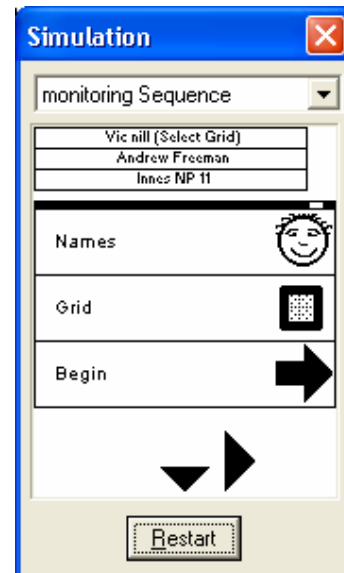 Simulation
monitoring Sequence
Vic nill (Select Grid)
Andrew Freeman
Innes NP 11
Names
Grid
Begin
Restart